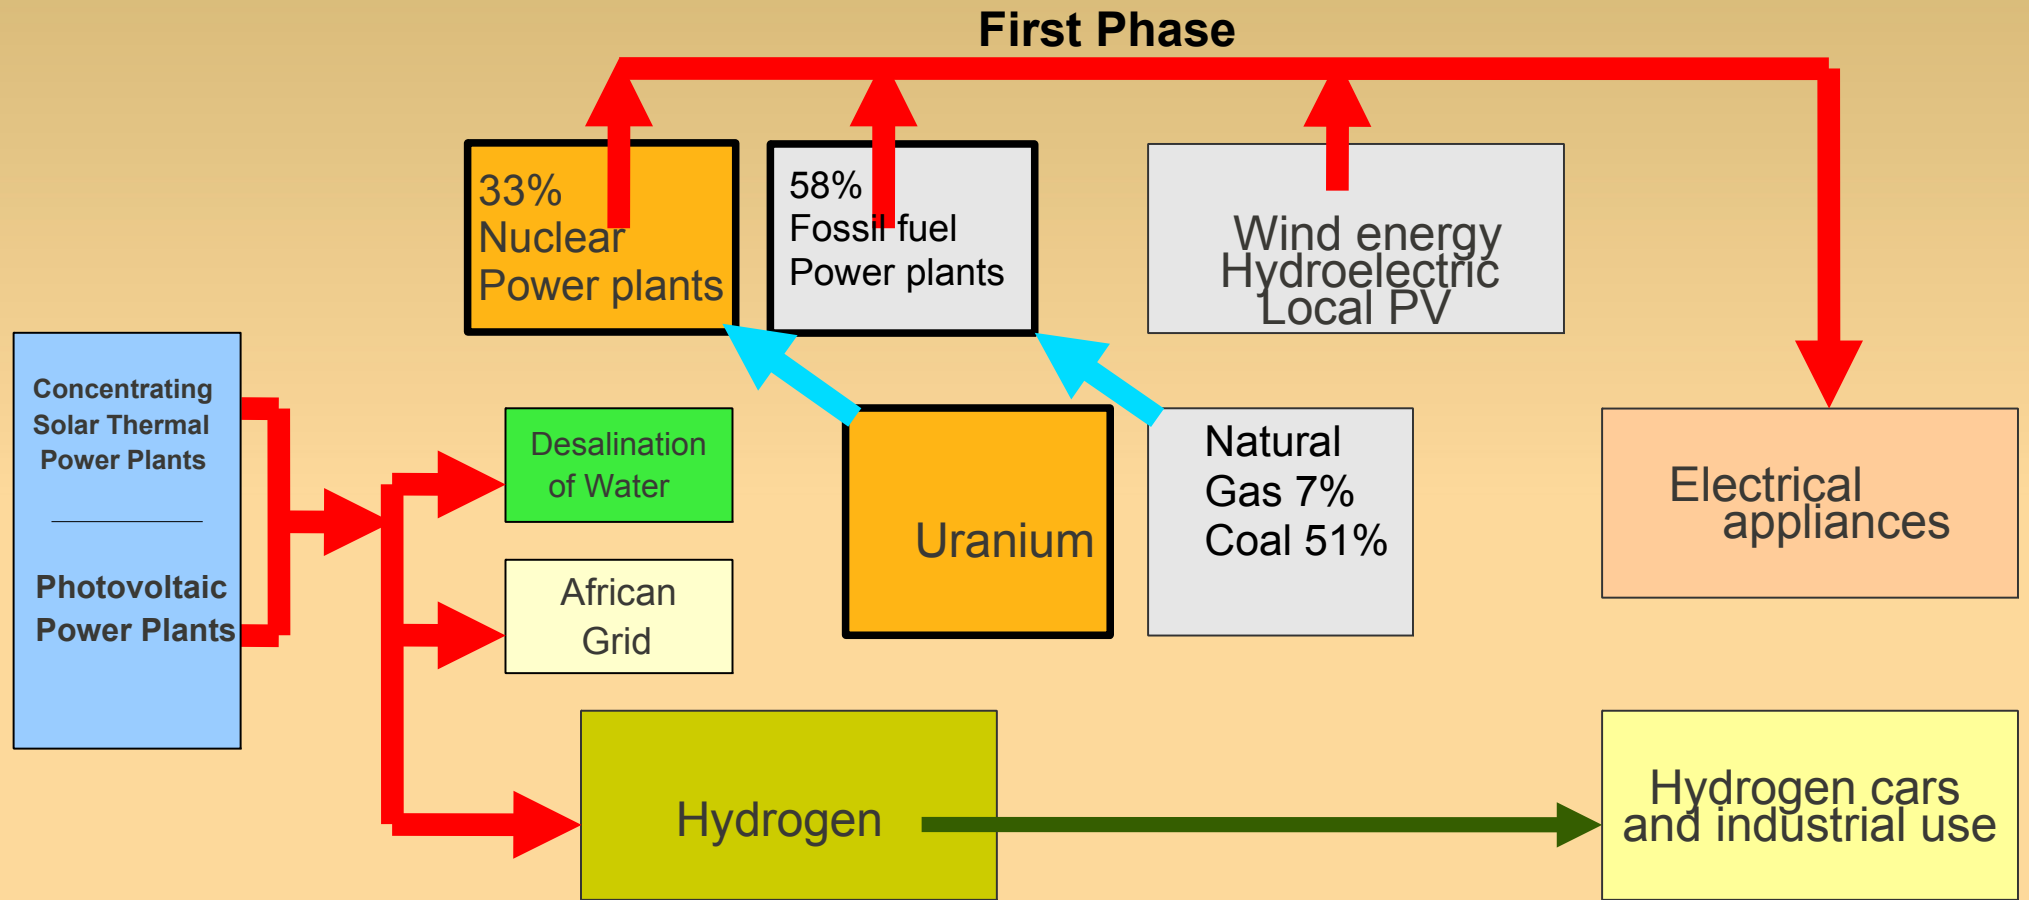 First Phase
33%
Nuclear
Power plants
58%
Fossil fuel
Power plants
Wind energy
Hydroelectric
Local PV
Concentrating
Solar Thermal
Power Plants
Photovoltaic
Power Plants
Desalination
of Water
African
Grid
Uranium
Natural
Gas 7%
Coal 51%
Electrical
appliances
Hydrogen
Hydrogen cars
and industrial use